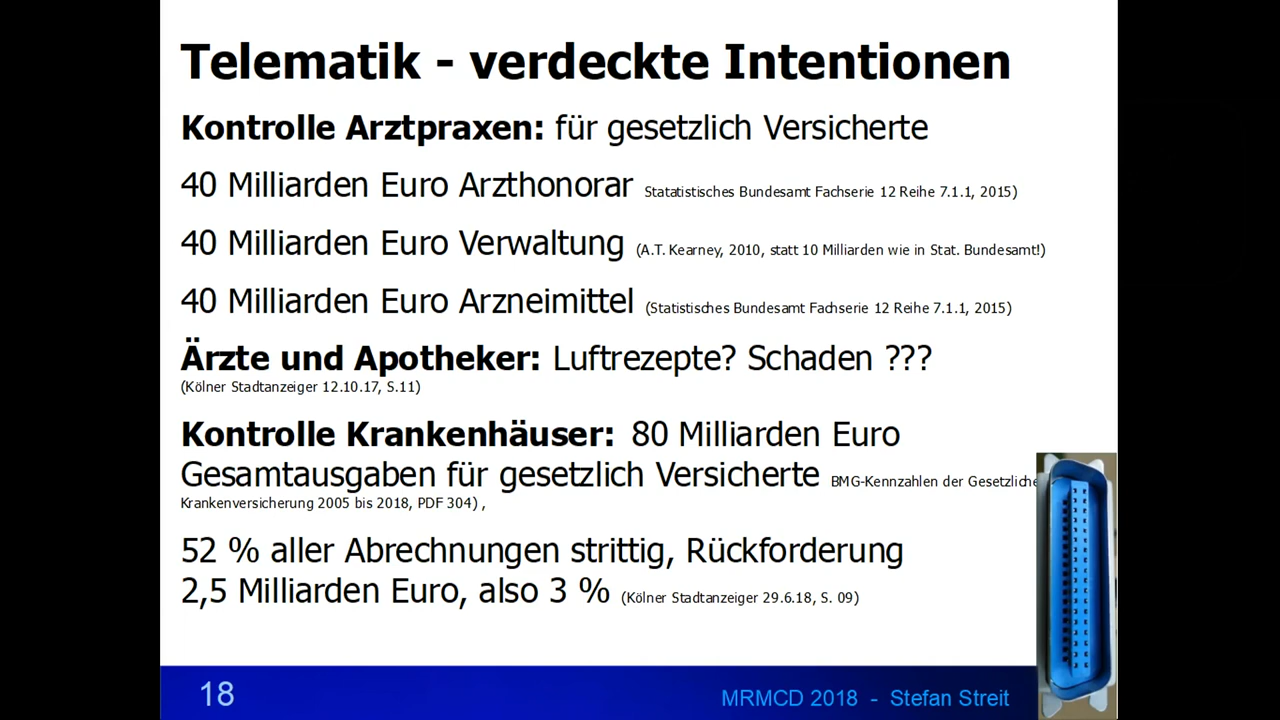 Telematik - verdeckte Intentionen
Kontrolle Arztpraxen: für gesetzlich Versicherte
40 Milliarden Euro Arzthonorar Statatistisches Bundesamt Fachserie 12 Reihe 7.1.1, 2015)
40 Milliarden Euro Verwaltung (A.T. Kearney, 2010, statt 10 Milliarden wie in Stat. Bundesamt!)
40 Milliarden Euro Arzneimittel (Statistisches Bundesamt Fachserie 12 Reihe 7.1.1, 2015)
Ärzte und Apotheker: Luftrezepte? Schaden ???
(Kölner Stadtanzeiger 12.10.17, S.11)
Kontrolle Krankenhäuser: 80 Milliarden Euro
Gesamtausgaben für gesetzlich Versicherte BMG-Kennzahlen der Gesetzliche
Krankenversicherung 2005 bis 2018, PDF 304) ,
52 % aller Abrechnungen strittig, Rückforderung
2,5 Milliarden Euro, also 3 % (Kölner Stadtanzeiger 29.6.18, S. 09)
18 MRMCD 2018 - Stefan Streit